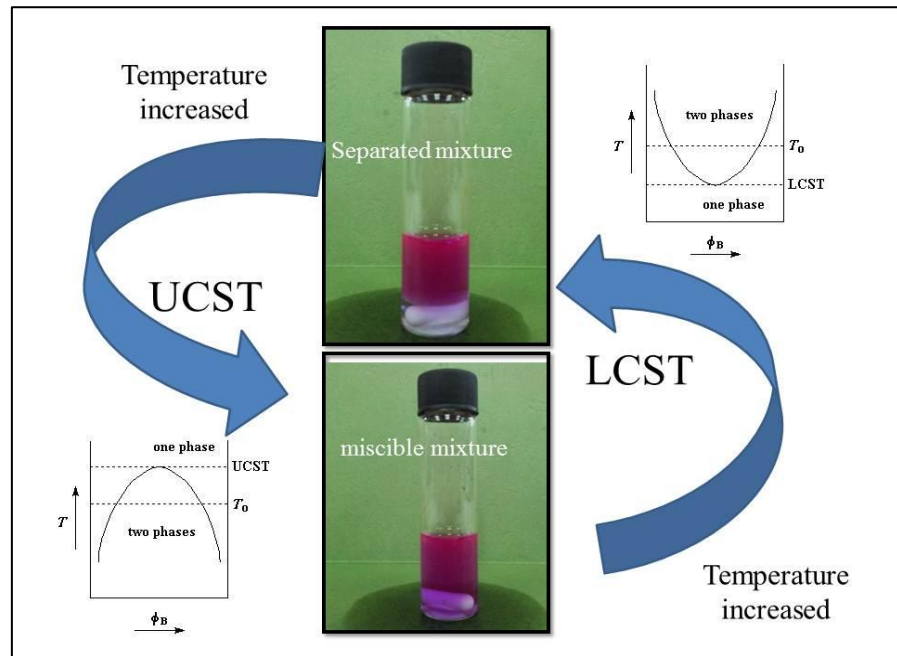 Temperature
increased
Separated mixture
UCST
two phases
T
T₀
LCST
one phase
ϕB
LCST
miscible mixture
one phase
UCST
T
T₀
two phases
ϕB
Temperature
increased